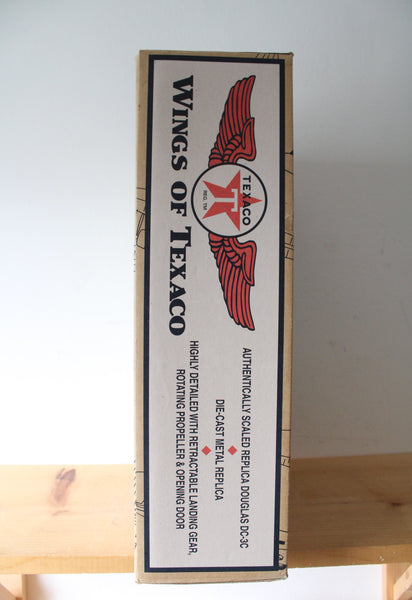 TEXACO
REG. TM
T
WINGS OF TEXACO
AUTHENTICALLY SCALED REPLICA DOUGLAS DC-3C
DIE-CAST METAL REPLICA
HIGHLY DETAILED WITH RETRACTABLE LANDING GEAR,
ROTATING PROPELLER & OPENING DOOR